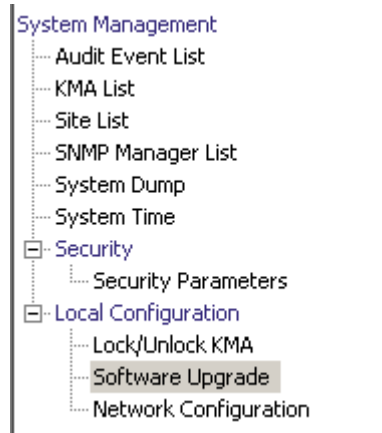 System Management
Audit Event List
KMA List
Site List
SNMP Manager List
System Dump
System Time
Security
Security Parameters
Local Configuration
Lock/Unlock KMA
Software Upgrade
Network Configuration